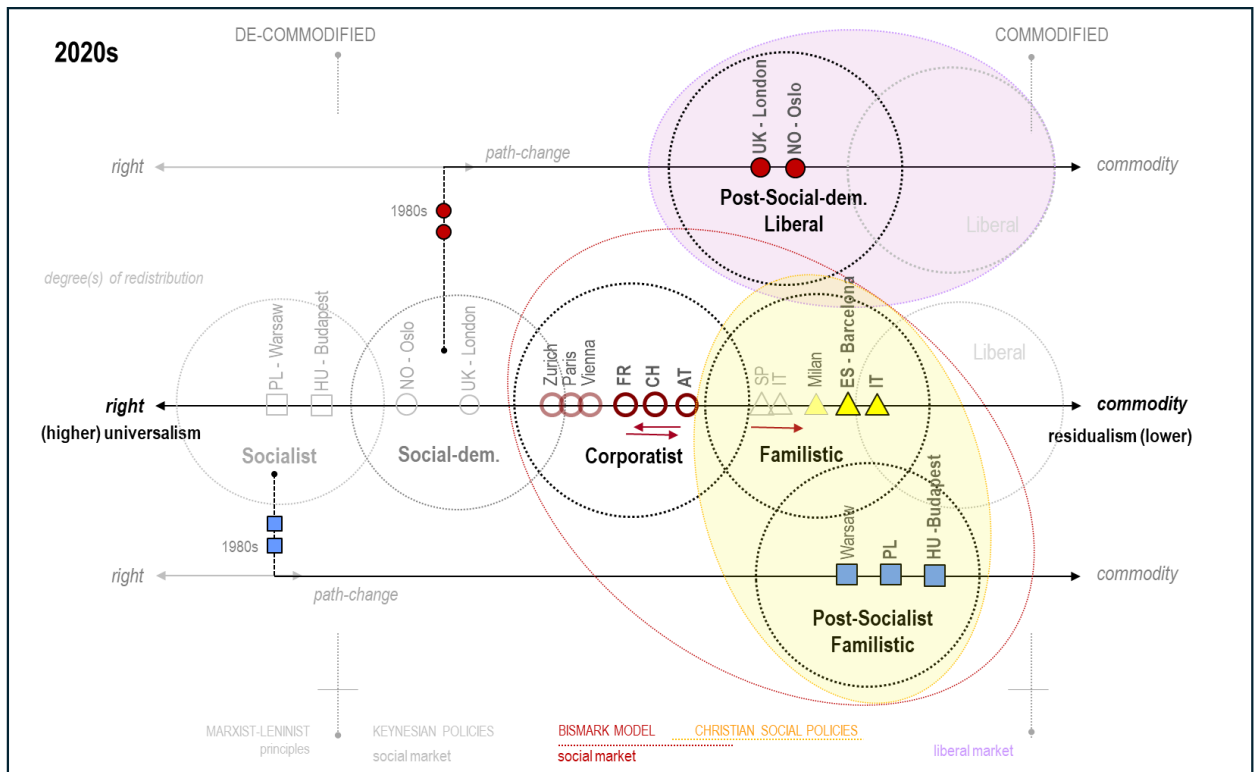 DE-COMMODIFIED
COMMODIFIED
2020s
UK - London
NO - Oslo
right
path-change
commodity
1980s
Post-Social-dem.
Liberal
Liberal
degree(s) of redistribution
PL - Warsaw
HU - Budapest
NO - Oslo
UK - London
Zurich
Paris
Vienna
FR
CH
AT
SP
IT
Milan
ES - Barcelona
IT
Liberal
right
commodity
(higher) universalism
residualism (lower)
Socialist
Social-dem.
Corporatist
Familistic
1980s
Warsaw
PL
HU -Budapest
right
path-change
commodity
Post-Socialist
Familistic
MARXIST-LENINIST
principles
KEYNESIAN POLICIES
social market
BISMARK MODEL
social market
CHRISTIAN SOCIAL POLICIES
liberal market